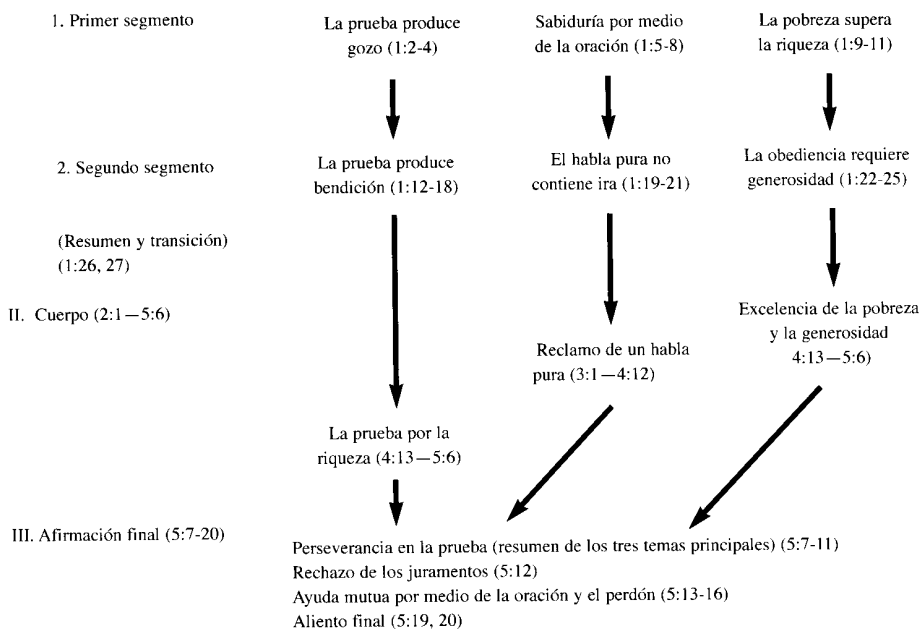 1. Primer segmento
La prueba produce
gozo (1:2-4)
Sabiduría por medio
de la oración (1:5-8)
La pobreza supera
la riqueza (1:9-11)
2. Segundo segmento
La prueba produce
bendición (1:12-18)
El habla pura no
contiene ira (1:19-21)
La obediencia requiere
generosidad (1:22-25)
(Resumen y transición)
(1:26, 27)
II. Cuerpo (2:1—5:6)
Excelencia de la pobreza
y la generosidad
4:13—5:6)
Reclamo de un habla
pura (3:1—4:12)
La prueba por la
riqueza (4:13—5:6)
III. Afirmación final (5:7-20)
Perseverancia en la prueba (resumen de los tres temas principales) (5:7-11)
Rechazo de los juramentos (5:12)
Ayuda mutua por medio de la oración y el perdón (5:13-16)
Aliento final (5:19, 20)